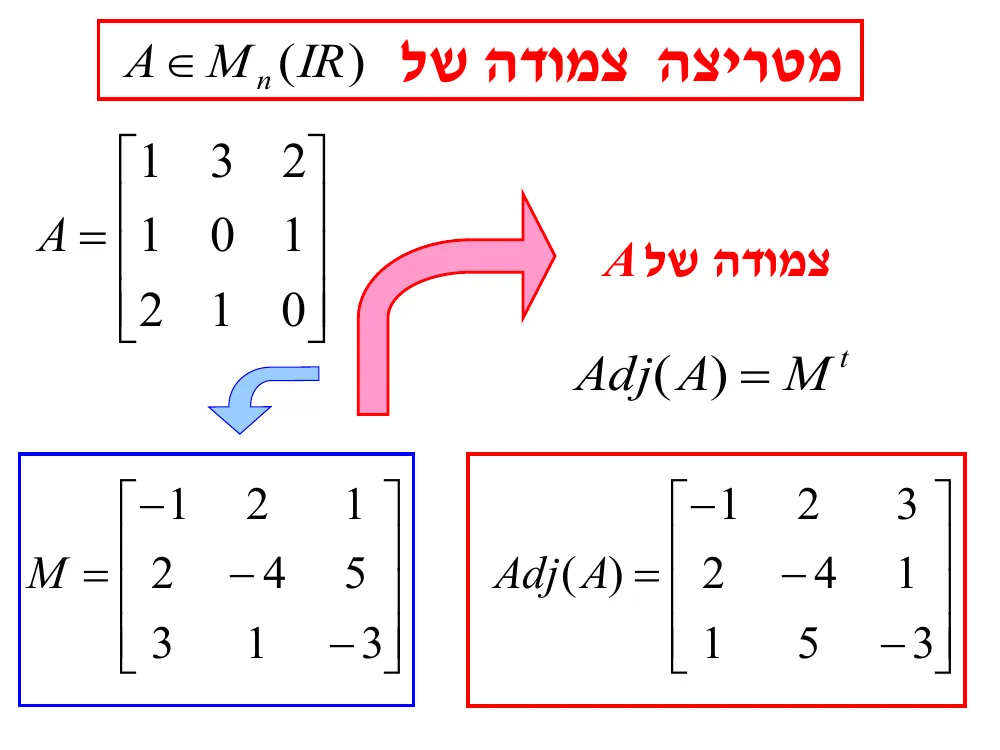 מטריצה צמודה של A ∈ M_n (IR)
A = [1 3 2
1 0 1
2 1 0]
צמודה של A
Adj(A) = M^t
M = [−1 2 1
2 −4 5
3 1 −3]
Adj(A) = [−1 2 3
2 −4 1
1 5 −3]